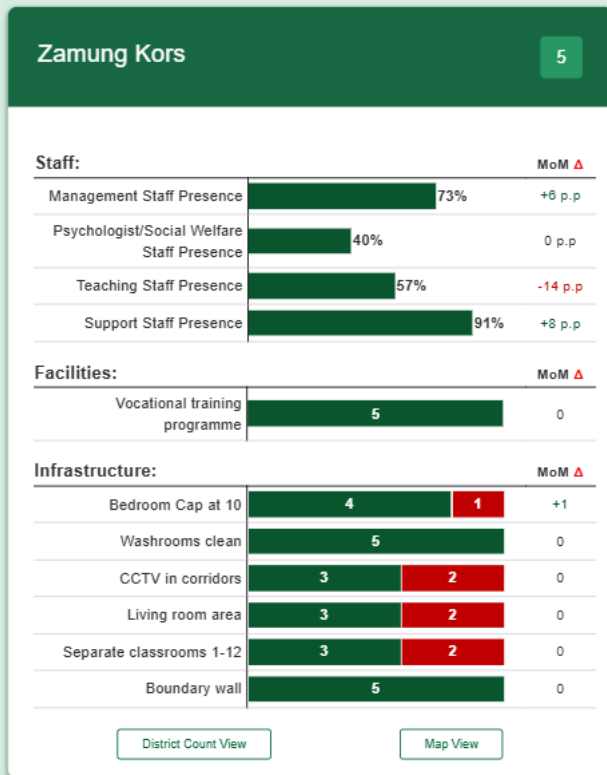 Zamung Kors 5
Staff: MoM Δ
Management Staff Presence 73% +6 p.p
Psychologist/Social Welfare
Staff Presence 40% 0 p.p
Teaching Staff Presence 57% -14 p.p
Support Staff Presence 91% +8 p.p
Facilities: MoM Δ
Vocational training
programme 5 0
Infrastructure: MoM Δ
Bedroom Cap at 10 4 1 +1
Washrooms clean 5 0
CCTV in corridors 3 2 0
Living room area 3 2 0
Separate classrooms 1-12 3 2 0
Boundary wall 5 0
District Count View Map View